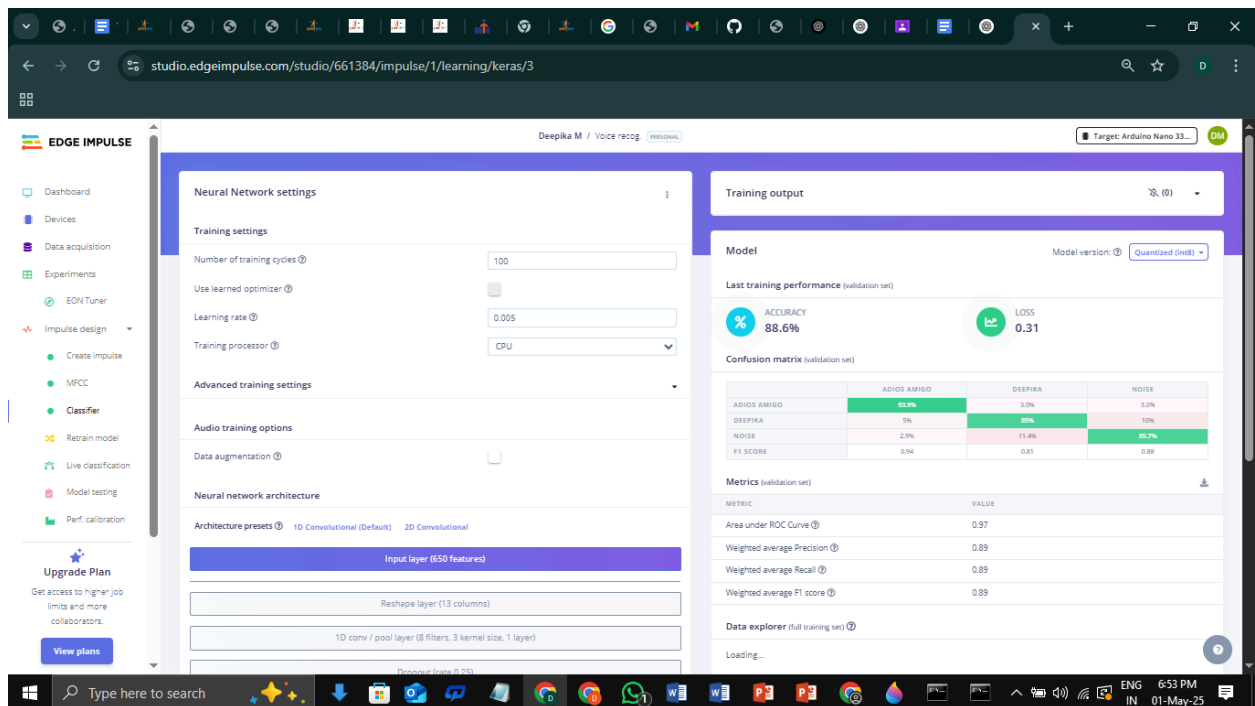 studio.edgeimpulse.com/studio/661384/impulse/1/learning/keras/3
D
EDGE IMPULSE
Deepika M / Voice recog. PERSONAL
Target: Arduino Nano 33...
DM
Dashboard
Devices
Data acquisition
Experiments
EON Tuner
Impulse design
Create impulse
MFCC
Classifier
Retrain model
Live classification
Model testing
Perf. calibration
Upgrade Plan
Get access to higher job
limits and more
collaborators.
View plans
Neural Network settings
Training settings
Number of training cycles
100
Use learned optimizer
Learning rate
0.005
Training processor
CPU
Advanced training settings
Audio training options
Data augmentation
Neural network architecture
Architecture presets 1D Convolutional (Default) 2D Convolutional
Input layer (650 features)
Reshape layer (13 columns)
1D conv / pool layer (8 filters, 3 kernel size, 1 layer)
Dropout (rate 0.25)
Training output
(0)
Model
Model version: Quantized (int8)
Last training performance (validation set)
ACCURACY
88.6%
LOSS
0.31
Confusion matrix (validation set)
ADIOS AMIGO DEEPIKA NOISE
ADIOS AMIGO 93.9% 3.0% 3.0%
DEEPIKA 5% 85% 10%
NOISE 2.9% 11.4% 85.7%
F1 SCORE 0.94 0.81 0.88
Metrics (validation set)
METRIC VALUE
Area under ROC Curve 0.97
Weighted average Precision 0.89
Weighted average Recall 0.89
Weighted average F1 score 0.89
Data explorer (full training set)
Loading...
Type here to search
ENG
IN
6:53 PM
01-May-25